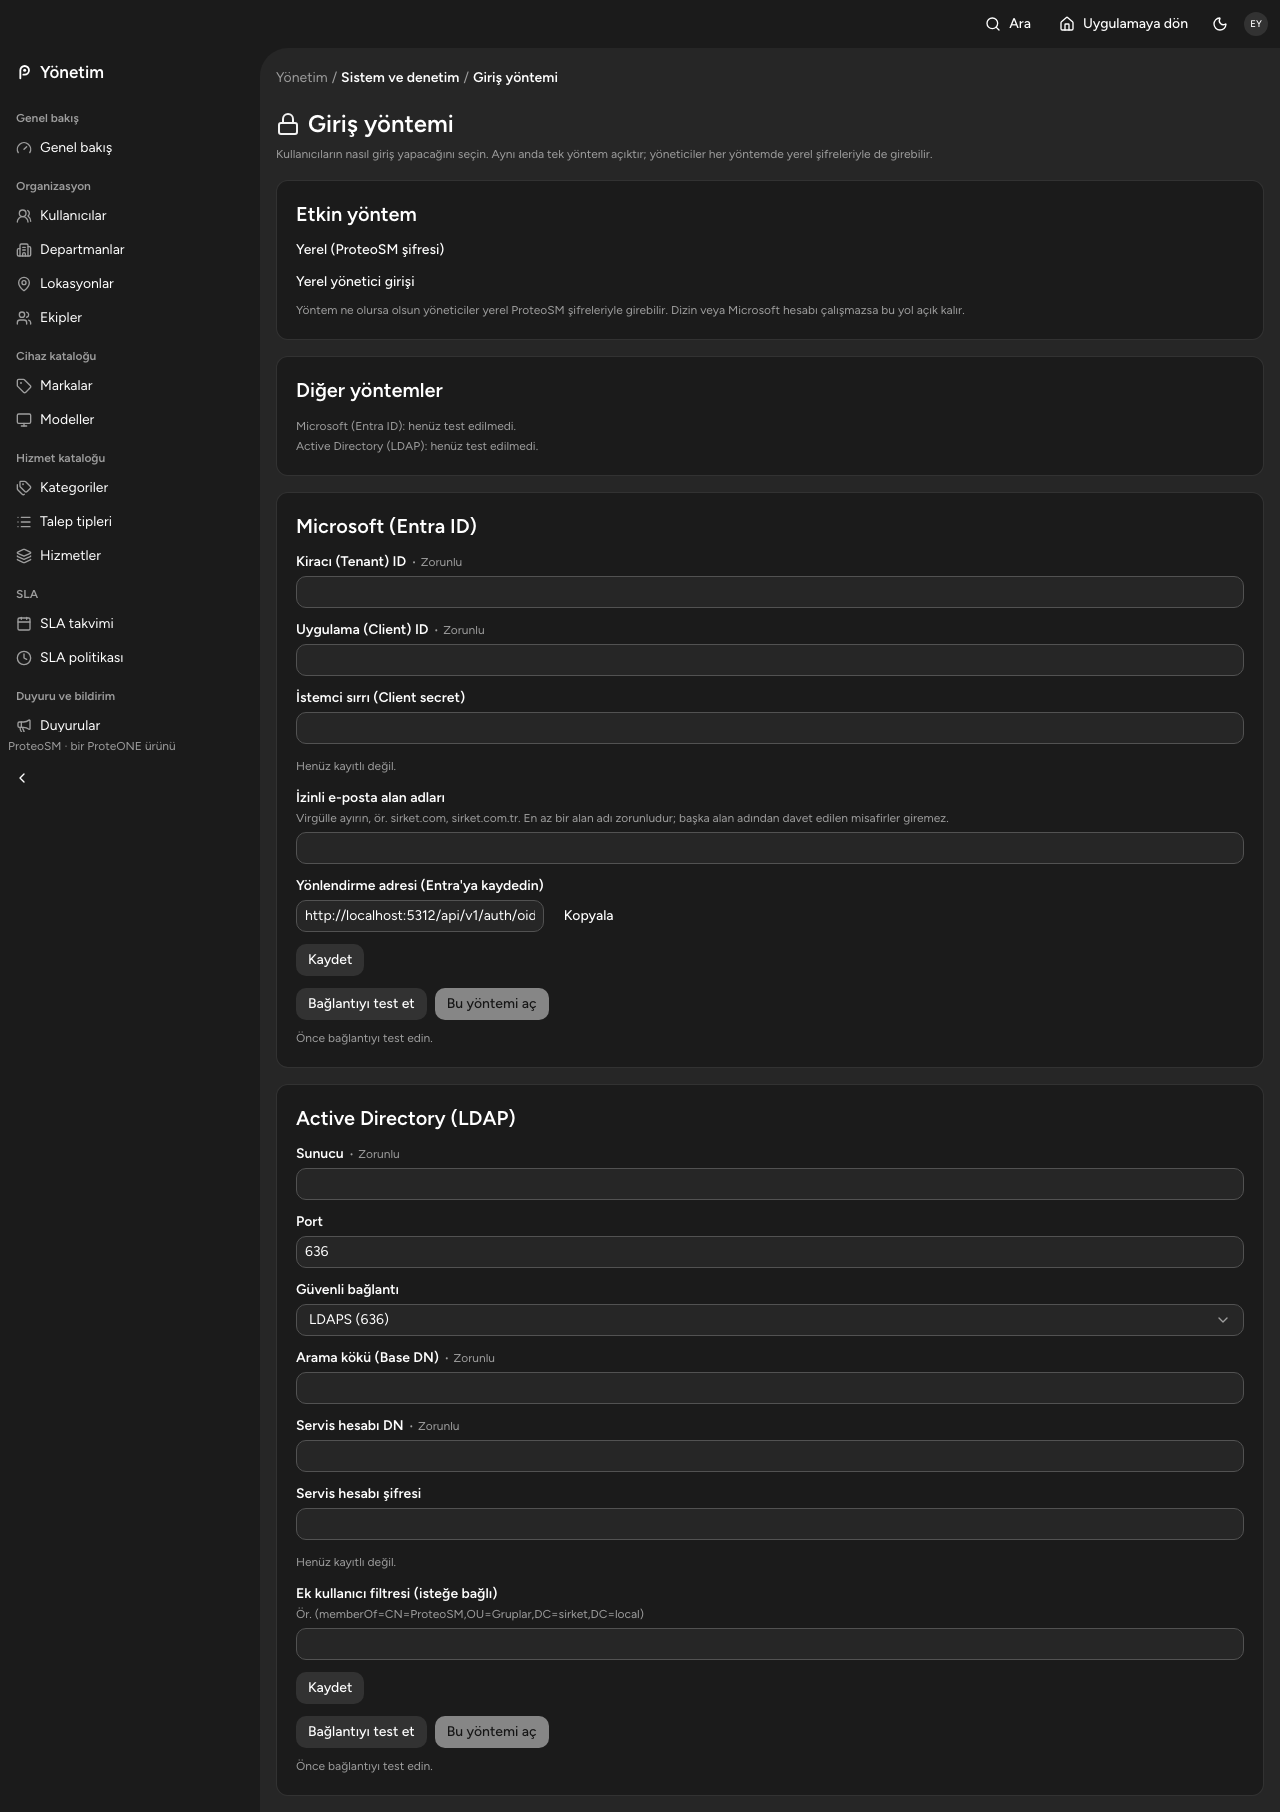 Ara
Uygulamaya dön
EY
Yönetim
Genel bakış
Genel bakış
Organizasyon
Kullanıcılar
Departmanlar
Lokasyonlar
Ekipler
Cihaz kataloğu
Markalar
Modeller
Hizmet kataloğu
Kategoriler
Talep tipleri
Hizmetler
SLA
SLA takvimi
SLA politikası
Duyuru ve bildirim
Duyurular
ProteoSM · bir ProteONE ürünü
Yönetim / Sistem ve denetim / Giriş yöntemi
Giriş yöntemi
Kullanıcıların nasıl giriş yapacağını seçin. Aynı anda tek yöntem açıktır; yöneticiler her yöntemde yerel şifreleriyle de girebilir.
Etkin yöntem
Yerel (ProteoSM şifresi)
Yerel yönetici girişi
Yöntem ne olursa olsun yöneticiler yerel ProteoSM şifreleriyle girebilir. Dizin veya Microsoft hesabı çalışmazsa bu yol açık kalır.
Diğer yöntemler
Microsoft (Entra ID): henüz test edilmedi.
Active Directory (LDAP): henüz test edilmedi.
Microsoft (Entra ID)
Kiracı (Tenant) ID • Zorunlu
Uygulama (Client) ID • Zorunlu
İstemci sırrı (Client secret)
Henüz kayıtlı değil.
İzinli e-posta alan adları
Virgülle ayırın, ör. sirket.com, sirket.com.tr. En az bir alan adı zorunludur; başka alan adından davet edilen misafirler giremez.
Yönlendirme adresi (Entra'ya kaydedin)
http://localhost:5312/api/v1/auth/oid
Kopyala
Kaydet
Bağlantıyı test et
Bu yöntemi aç
Önce bağlantıyı test edin.
Active Directory (LDAP)
Sunucu • Zorunlu
Port
636
Güvenli bağlantı
LDAPS (636)
Arama kökü (Base DN) • Zorunlu
Servis hesabı DN • Zorunlu
Servis hesabı şifresi
Henüz kayıtlı değil.
Ek kullanıcı filtresi (isteğe bağlı)
Ör. (memberOf=CN=ProteoSM,OU=Gruplar,DC=sirket,DC=local)
Kaydet
Bağlantıyı test et
Bu yöntemi aç
Önce bağlantıyı test edin.